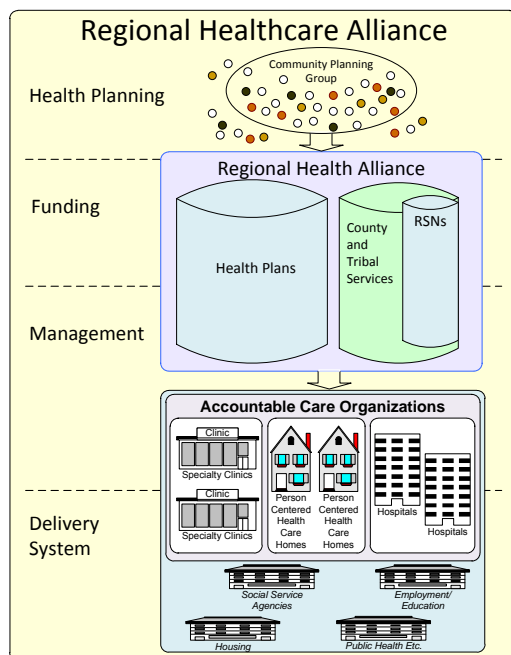 Regional Healthcare Alliance
Community Planning
Group
Health Planning
Regional Health Alliance
Funding
RSNs
County
and
Tribal
Services
Health Plans
Management
Accountable Care Organizations
Clinic
Specialty Clinics
Clinic
Specialty Clinics
Person
Centered
Health
Care
Homes
Person
Centered
Health
Care
Homes
Hospitals
Hospitals
Delivery
System
Social Service
Agencies
Employment/
Education
Housing
Public Health Etc.